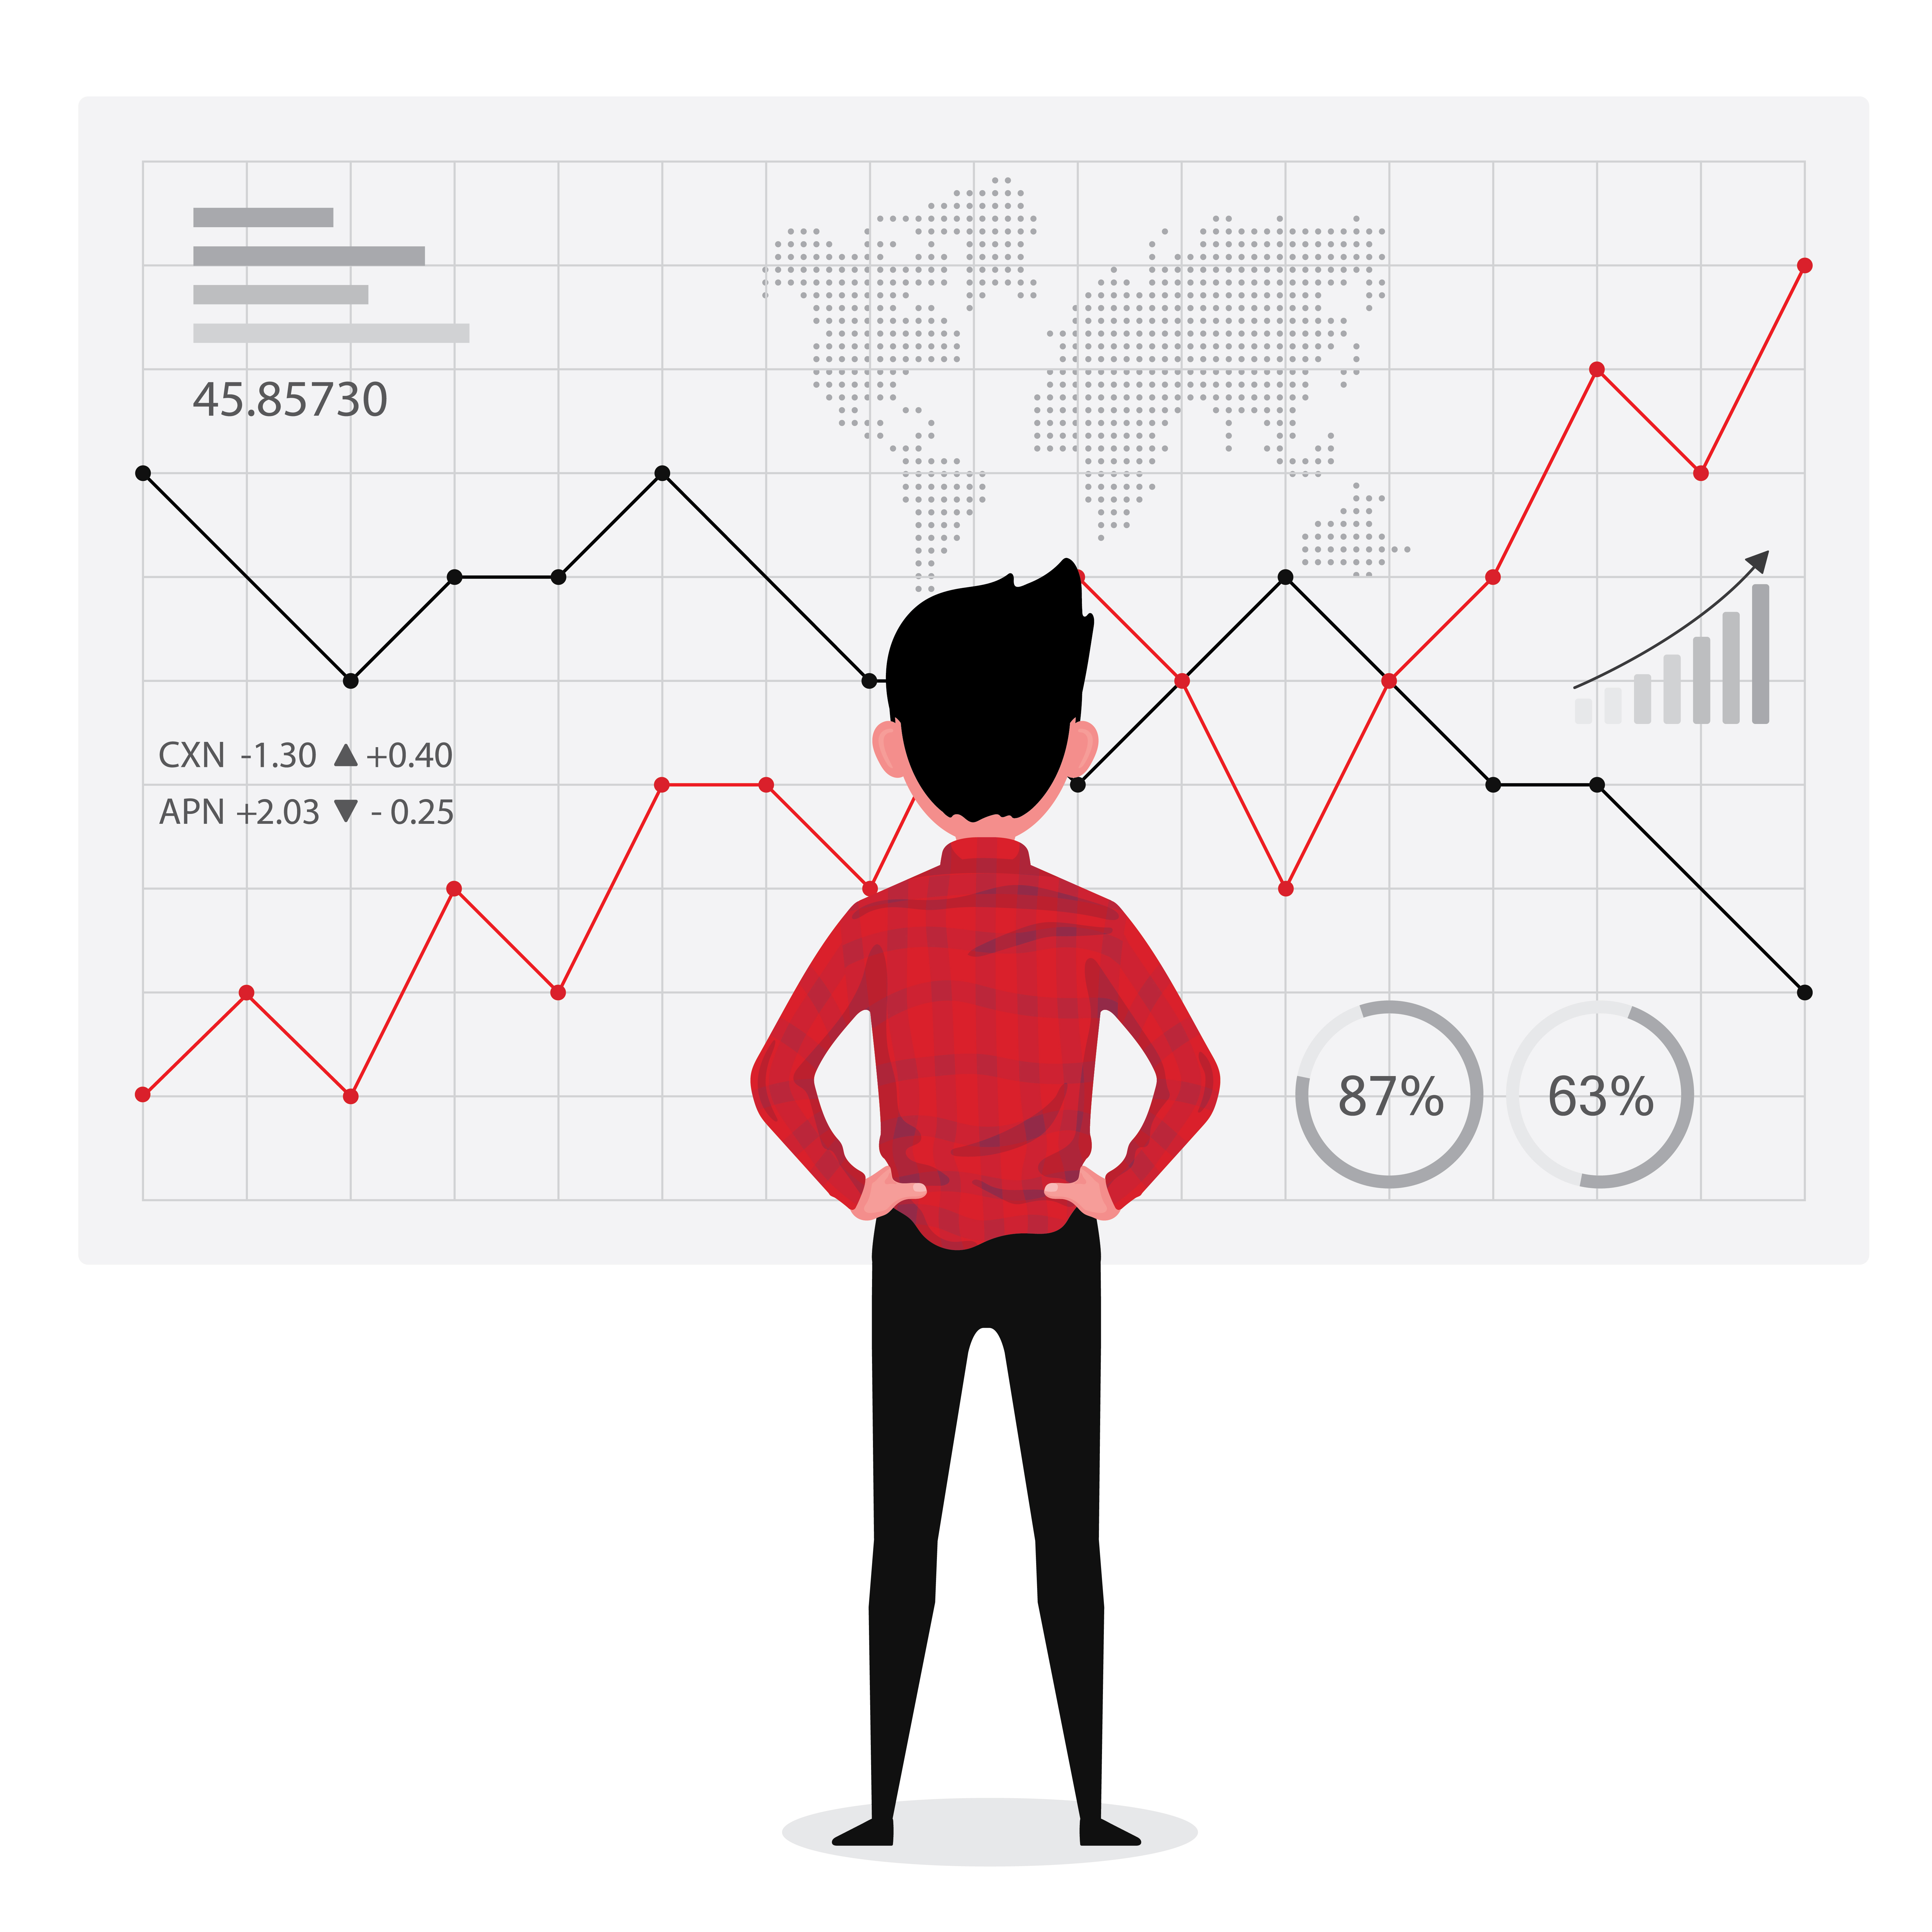 45.85730
CXN -1.30 ▲ +0.40
APN +2.03 ▼ - 0.25
87% 63%